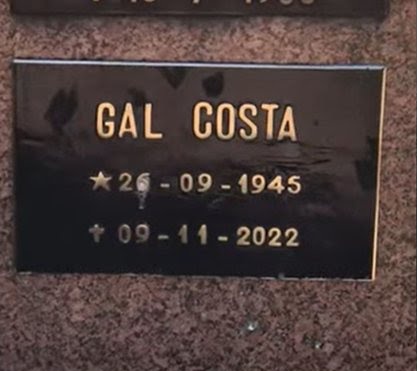 GAL COSTA
★ 26 - 09 - 1945
✝ 09 - 11 - 2022